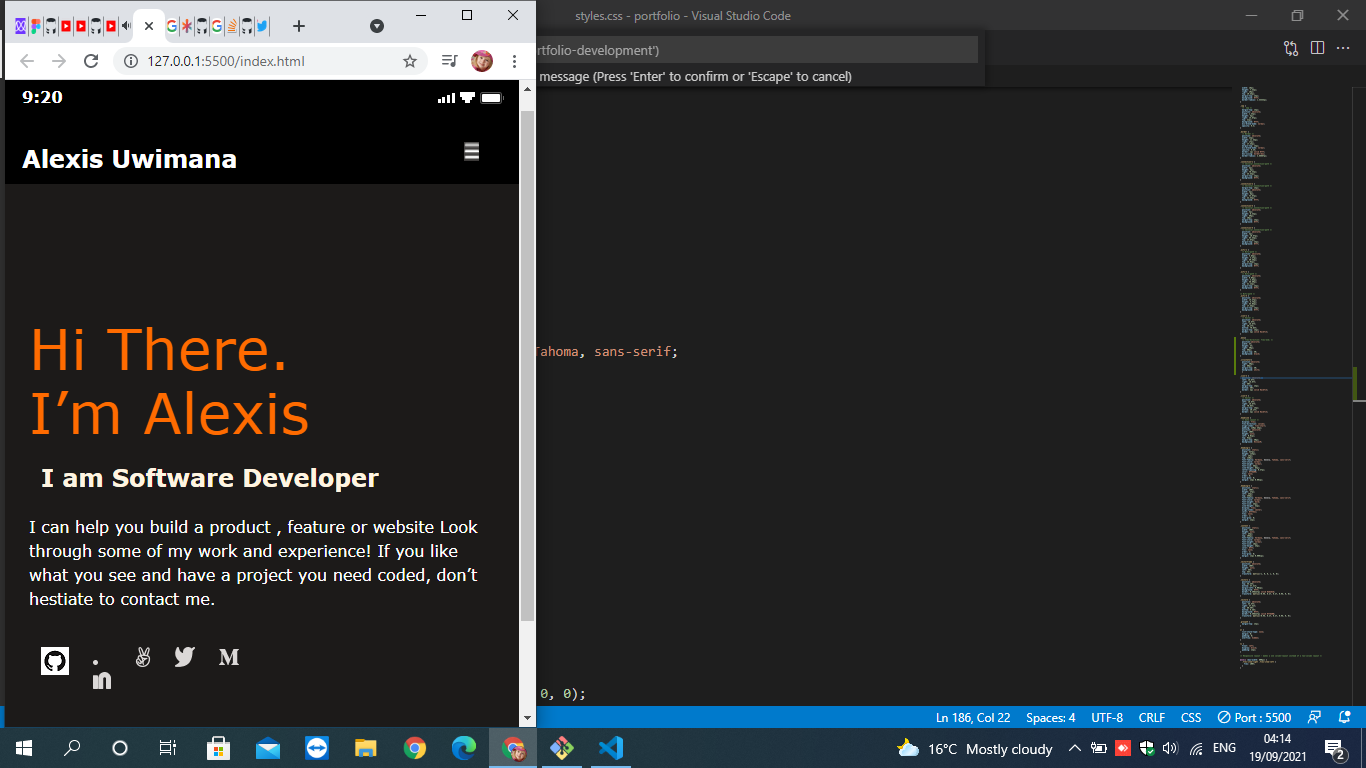 styles.css - portfolio - Visual Studio Code
127.0.0.1:5500/index.html
rtfolio-development')
message (Press 'Enter' to confirm or 'Escape' to cancel)
9:20
Alexis Uwimana
Hi There.
I’m Alexis
I am Software Developer
I can help you build a product , feature or website Look
through some of my work and experience! If you like
what you see and have a project you need coded, don’t
hestiate to contact me.
Tahoma, sans-serif;
0, 0);
Ln 186, Col 22 Spaces: 4 UTF-8 CRLF CSS Port : 5500
16°C Mostly cloudy ENG 04:14
19/09/2021
2